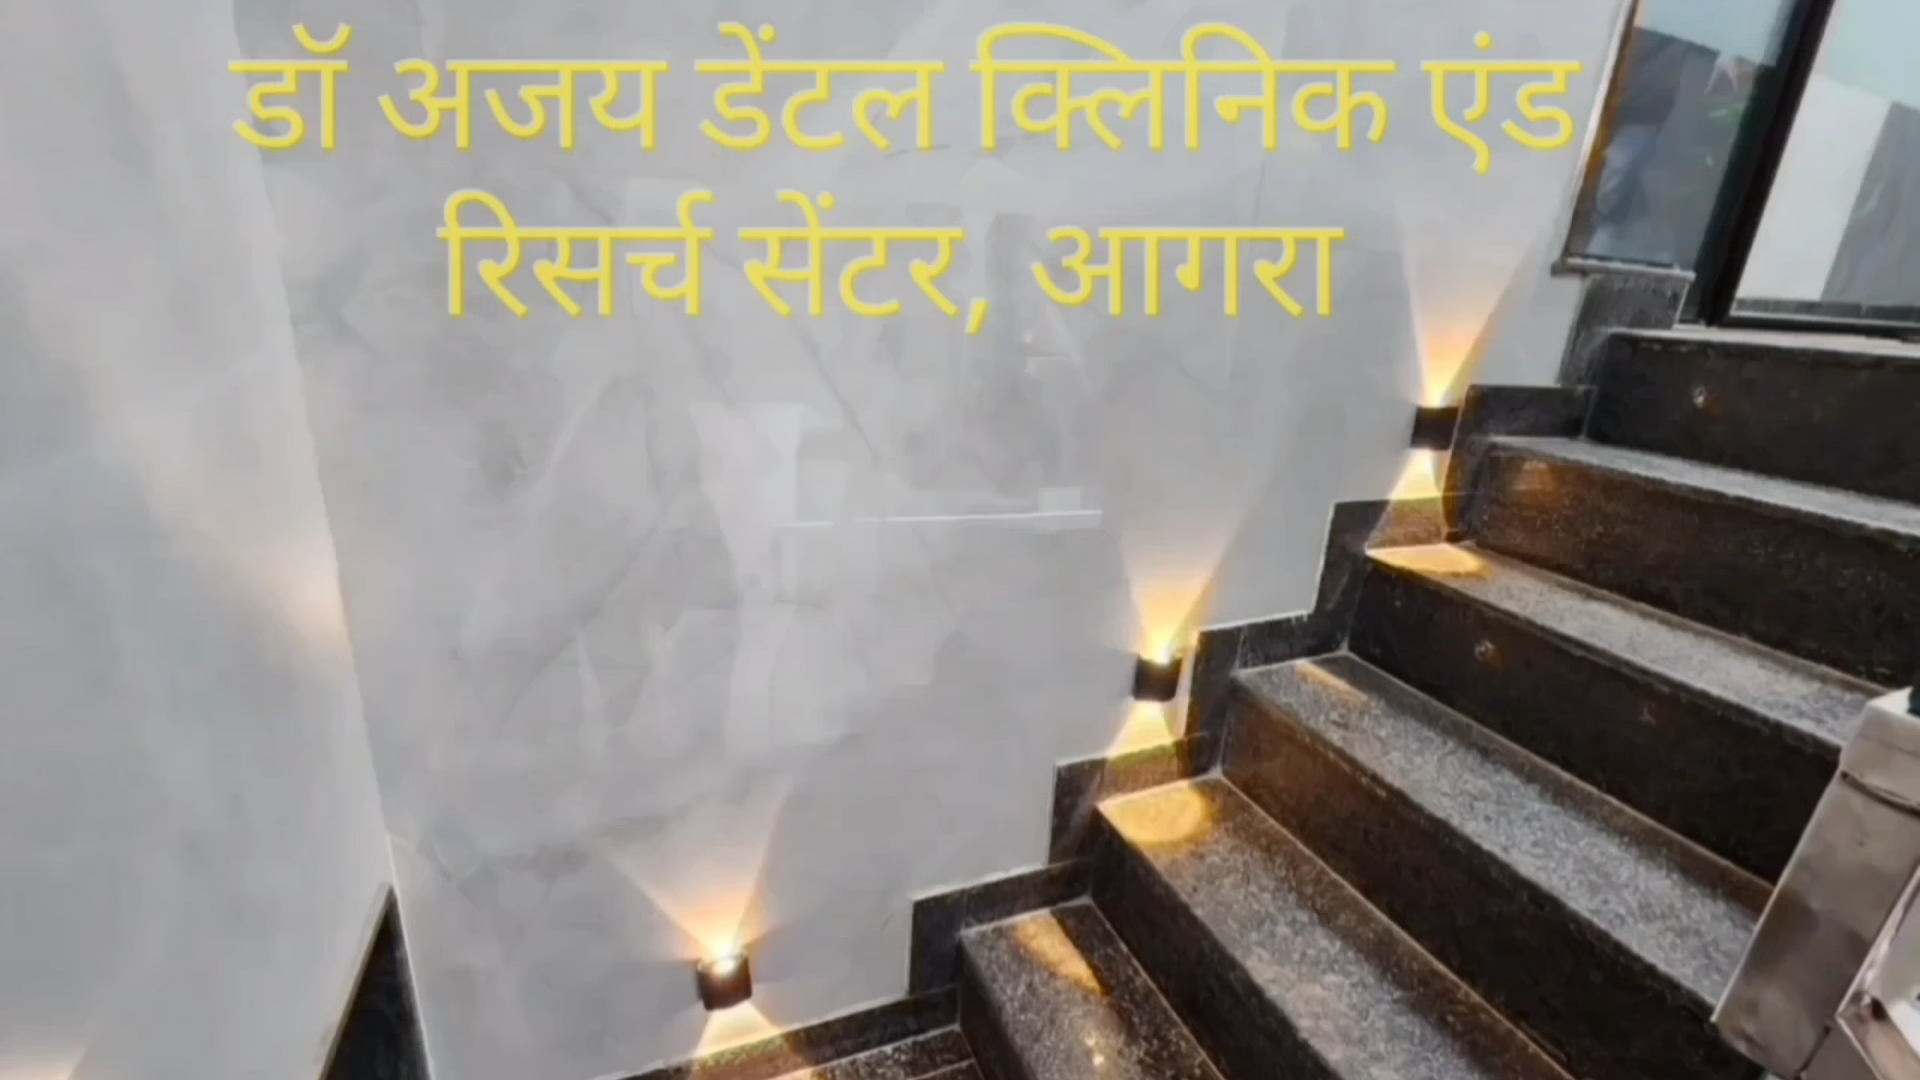 डॉ अजय डेंटल क्लिनिक एंड
रिसर्च सेंटर, आगरा